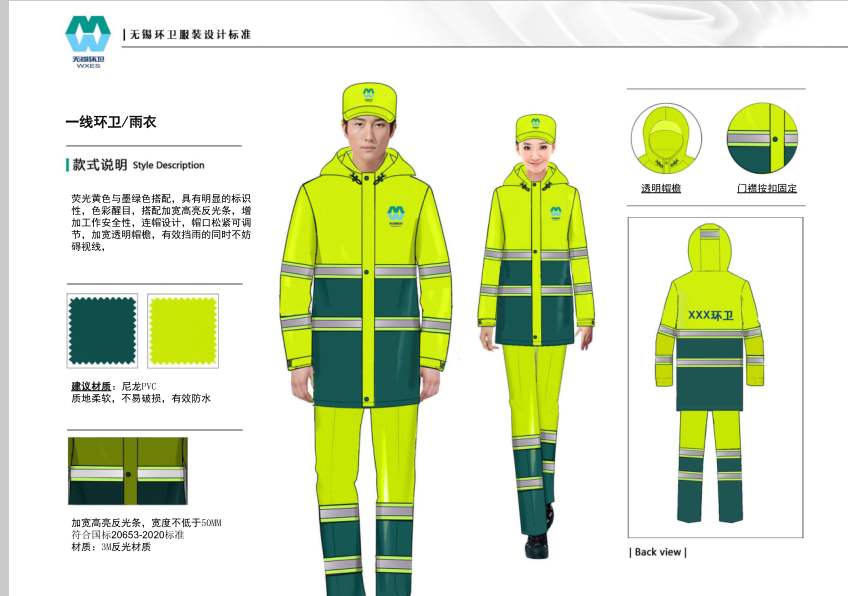 无锡环卫服装设计标准
无锡环卫
WXES
一线环卫/雨衣
款式说明 Style Description
荧光黄色与墨绿色搭配，具有明显的标识
性，色彩醒目，搭配加宽高亮反光条，增
加工作安全性，连帽设计，帽口松紧可调
节，加宽透明帽檐，有效挡雨的同时不妨
碍视线，
建议材质：尼龙PVC
质地柔软，不易破损，有效防水
加宽高亮反光条，宽度不低于50MM
符合国标20653-2020标准
材质：3M反光材质
透明帽檐
门襟按扣固定
XXX环卫
| Back view |